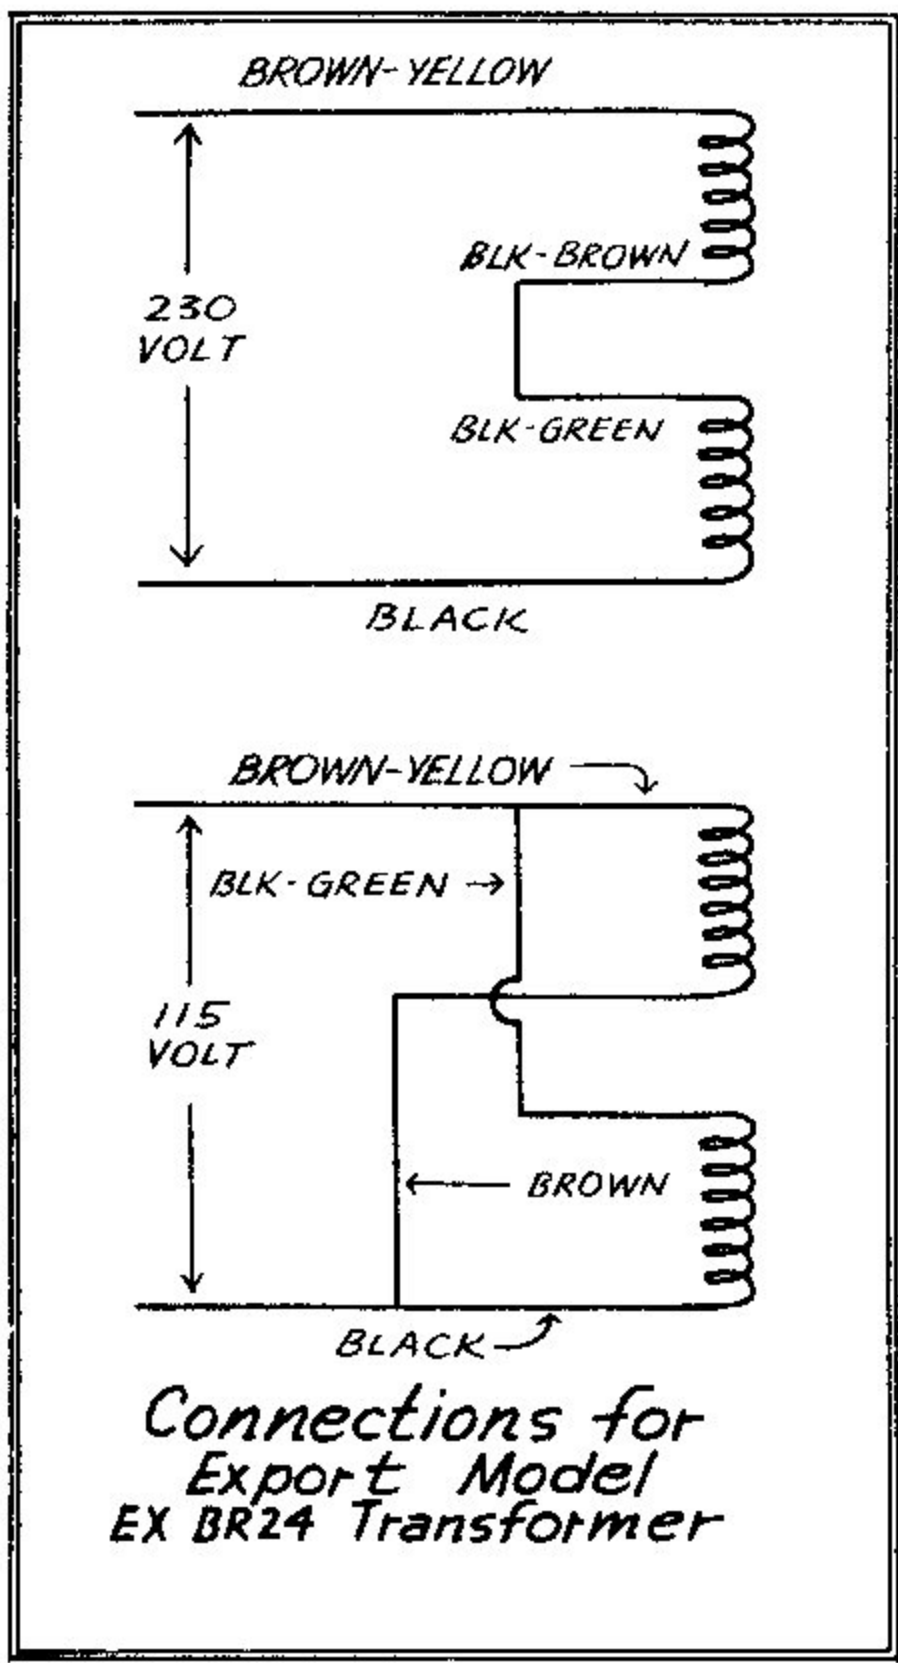 BROWN-YELLOW
BLK-BROWN
230
VOLT
BLK-GREEN
BLACK
BROWN-YELLOW
BLK-GREEN
115
VOLT
BROWN
BLACK
Connections for
Export Model
EX BR24 Transformer